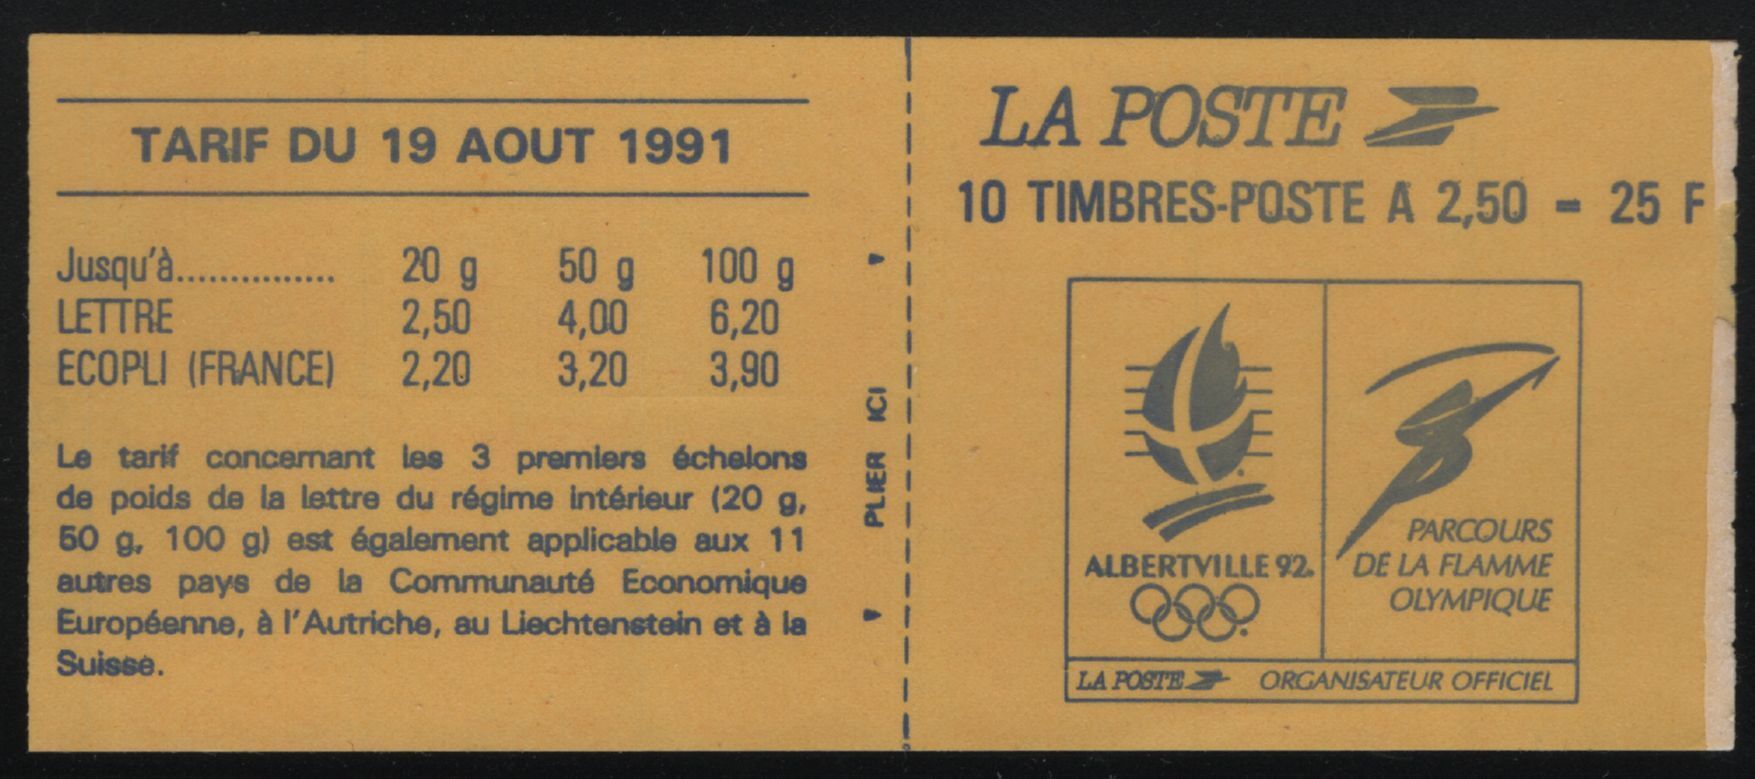 TARIF DU 19 AOUT 1991
Jusqu'à............... 20 g 50 g 100 g
LETTRE 2,50 4,00 6,20
ECOPLI (FRANCE) 2,20 3,20 3,90
Le tarif concernant les 3 premiers échelons
de poids de la lettre du régime intérieur (20 g,
50 g, 100 g) est également applicable aux 11
autres pays de la Communauté Economique
Européenne, à l'Autriche, au Liechtenstein et à la
Suisse.
PLIER ICI
LA POSTE
10 TIMBRES-POSTE A 2,50 = 25 F
ALBERTVILLE 92.
PARCOURS
DE LA FLAMME
OLYMPIQUE
LA POSTE ORGANISATEUR OFFICIEL